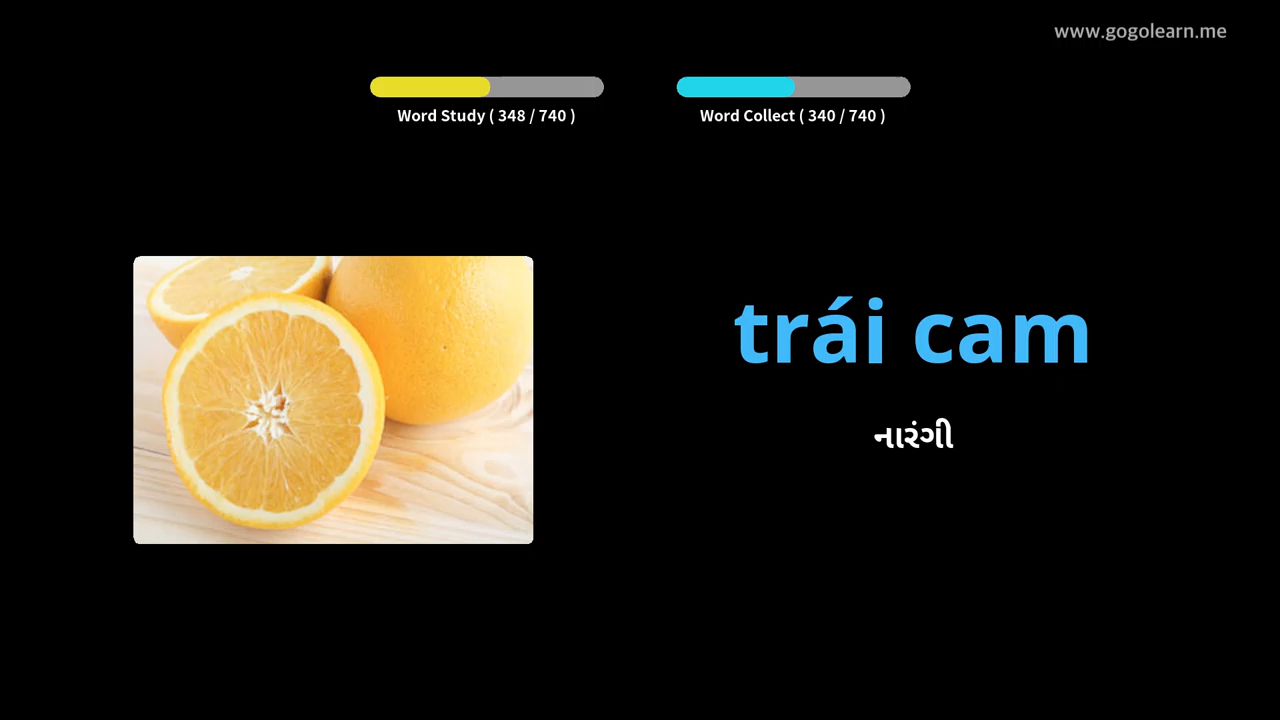 www.gogolearn.me
Word Study ( 348 / 740 )
Word Collect ( 340 / 740 )
trái cam
નારંગી